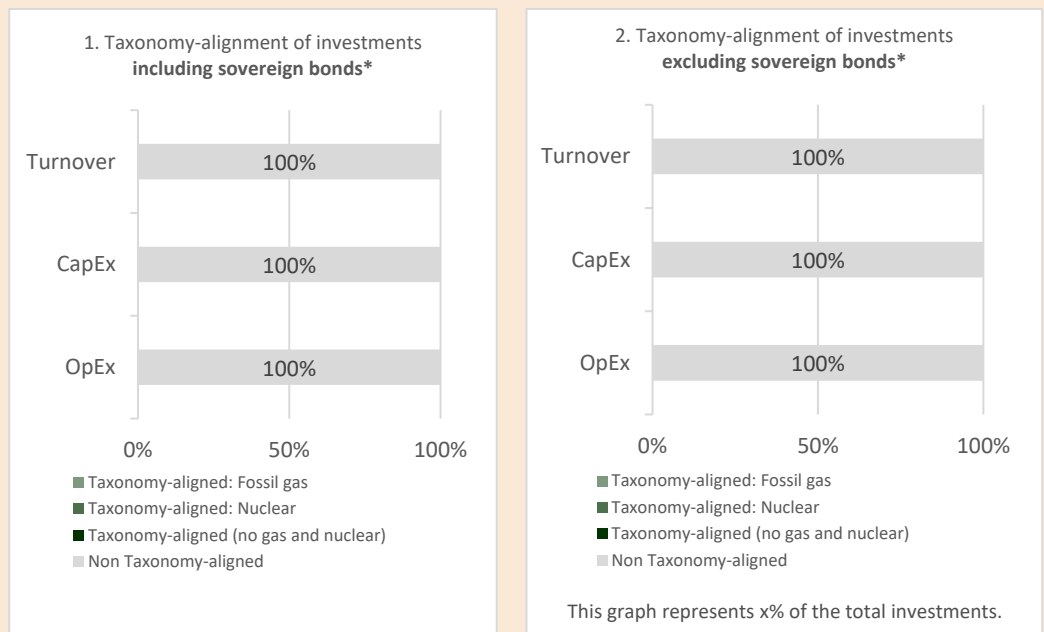 1. Taxonomy-alignment of investments
including sovereign bonds*
Turnover
100%
CapEx
100%
OpEx
100%
0%
50%
100%
Taxonomy-aligned: Fossil gas
Taxonomy-aligned: Nuclear
Taxonomy-aligned (no gas and nuclear)
Non Taxonomy-aligned
2. Taxonomy-alignment of investments
excluding sovereign bonds*
Turnover
100%
CapEx
100%
OpEx
100%
0%
50%
100%
Taxonomy-aligned: Fossil gas
Taxonomy-aligned: Nuclear
Taxonomy-aligned (no gas and nuclear)
Non Taxonomy-aligned
This graph represents x% of the total investments.